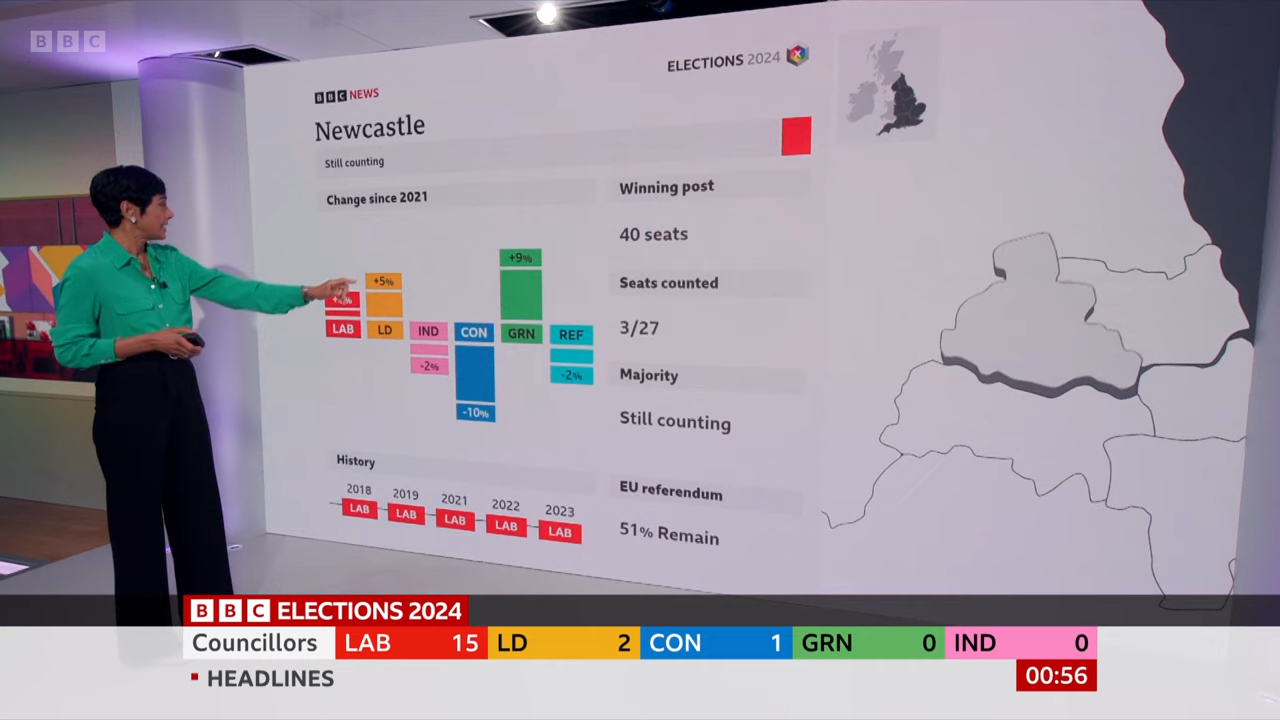 BBC
ELECTIONS 2024
BBC NEWS
Newcastle
Still counting
Change since 2021
+5%
LAB
LD
IND
-2%
CON
-10%
+9%
GRN
REF
-2%
Winning post
40 seats
Seats counted
3/27
Majority
Still counting
History
2018 2019 2021 2022 2023
LAB LAB LAB LAB LAB
EU referendum
51% Remain
BBC ELECTIONS 2024
Councillors LAB 15 LD 2 CON 1 GRN 0 IND 0
HEADLINES
00:56